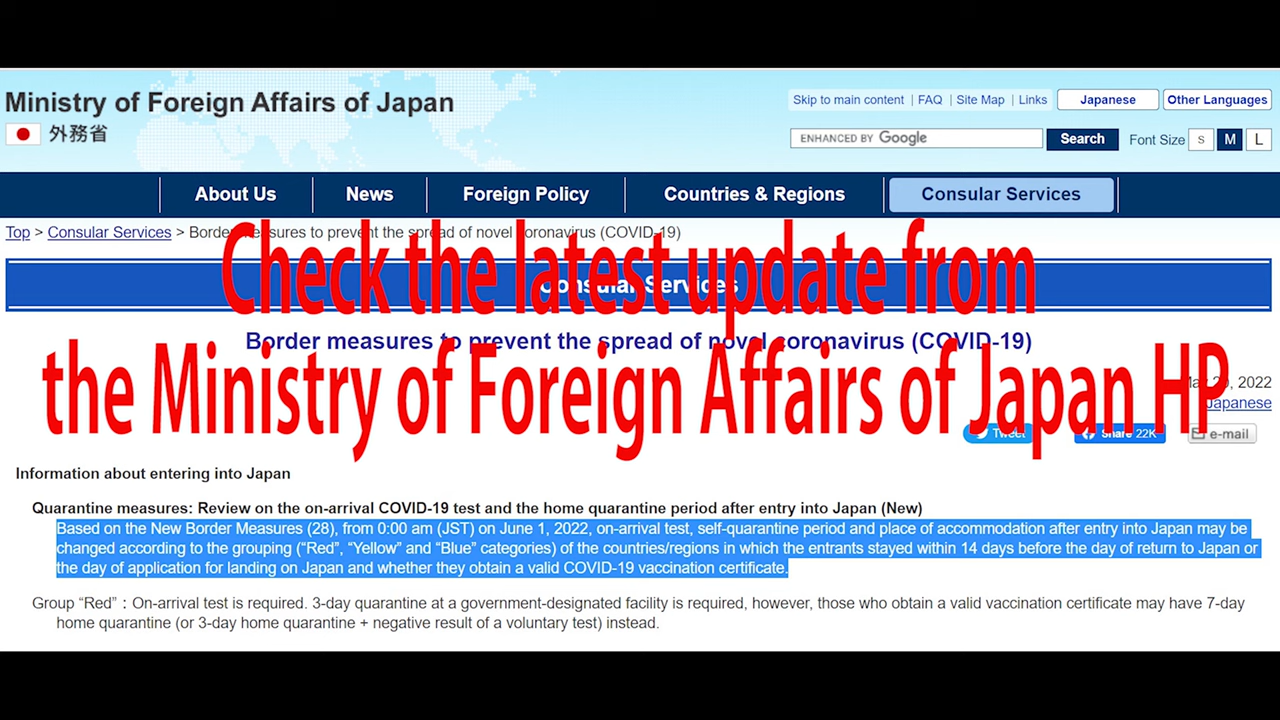 Ministry of Foreign Affairs of Japan
外務省
Skip to main content | FAQ | Site Map | Links
Japanese
Other Languages
ENHANCED BY Google
Search
Font Size S M L
About Us
News
Foreign Policy
Countries & Regions
Consular Services
Top > Consular Services > Border measures to prevent the spread of novel coronavirus (COVID-19)
Check the latest update from
Consular Services
Border measures to prevent the spread of novel coronavirus (COVID-19)
the Ministry of Foreign Affairs of Japan HP
2022
Japanese
Tweet
Share 22K
e-mail
Information about entering into Japan
Quarantine measures: Review on the on-arrival COVID-19 test and the home quarantine period after entry into Japan (New)
Based on the New Border Measures (28), from 0:00 am (JST) on June 1, 2022, on-arrival test, self-quarantine period and place of accommodation after entry into Japan may be
changed according to the grouping (“Red”, “Yellow” and “Blue” categories) of the countries/regions in which the entrants stayed within 14 days before the day of return to Japan or
the day of application for landing on Japan and whether they obtain a valid COVID-19 vaccination certificate.
Group “Red” : On-arrival test is required. 3-day quarantine at a government-designated facility is required, however, those who obtain a valid vaccination certificate may have 7-day
home quarantine (or 3-day home quarantine + negative result of a voluntary test) instead.